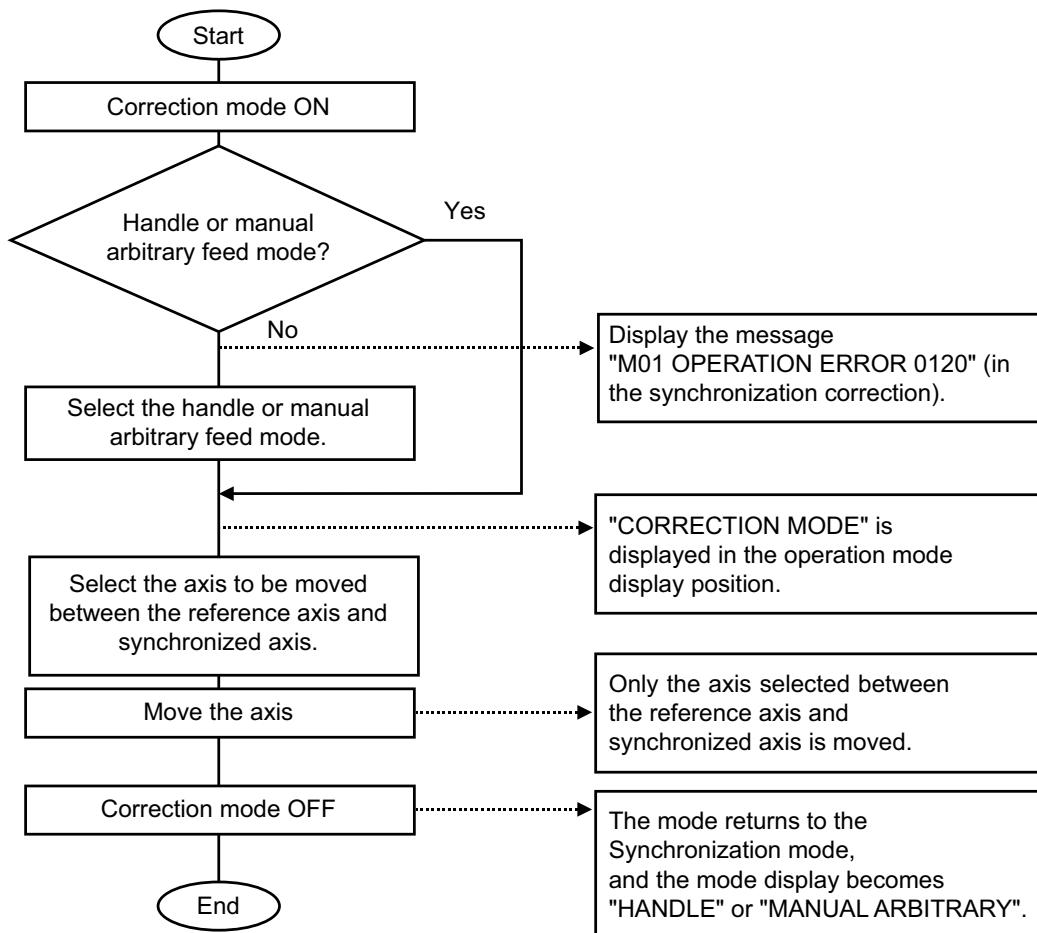 Start
Correction mode ON
Handle or manual
arbitrary feed mode?
Yes
No
Display the message
"M01 OPERATION ERROR 0120" (in
the synchronization correction).
Select the handle or manual
arbitrary feed mode.
"CORRECTION MODE" is
displayed in the operation mode
display position.
Select the axis to be moved
between the reference axis and
synchronized axis.
Move the axis
Only the axis selected between
the reference axis and
synchronized axis is moved.
Correction mode OFF
The mode returns to the
Synchronization mode,
and the mode display becomes
"HANDLE" or "MANUAL ARBITRARY".
End